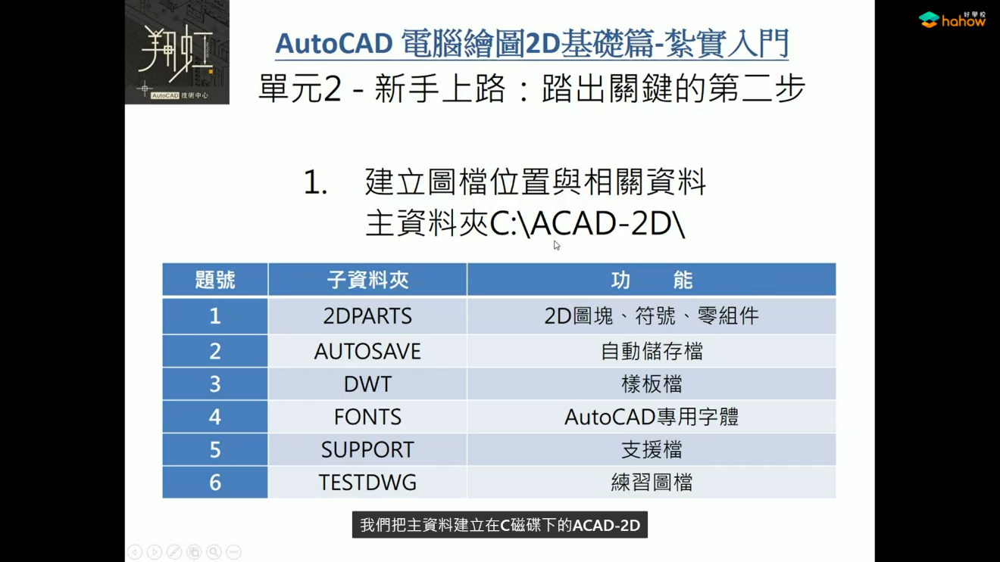 好學校
hahow
翔虹
AutoCAD 技術中心
AutoCAD 電腦繪圖2D基礎篇-紮實入門
單元2 - 新手上路：踏出關鍵的第二步
1. 建立圖檔位置與相關資料
主資料夾C:\ACAD-2D\
題號 子資料夾 功 能
1 2DPARTS 2D圖塊、符號、零組件
2 AUTOSAVE 自動儲存檔
3 DWT 樣板檔
4 FONTS AutoCAD專用字體
5 SUPPORT 支援檔
6 TESTDWG 練習圖檔
我們把主資料建立在C磁碟下的ACAD-2D